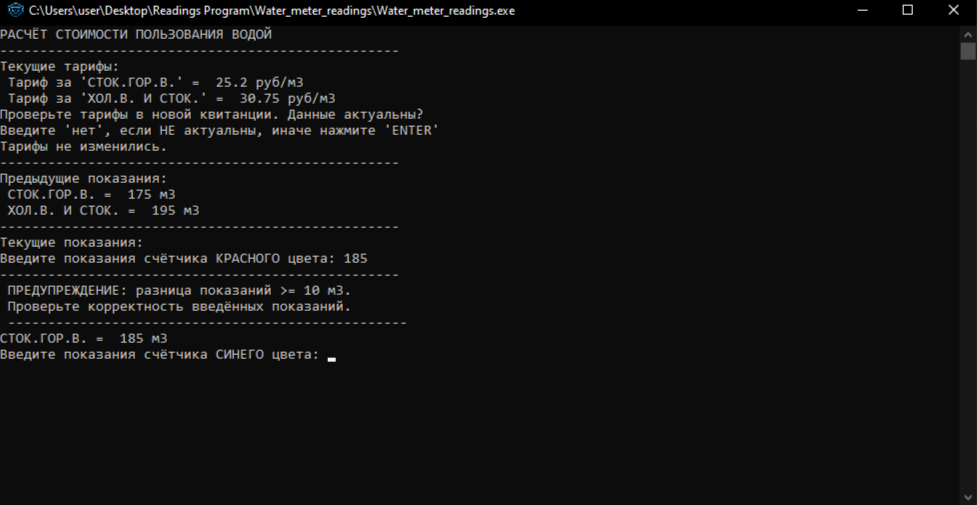 C:\Users\user\Desktop\Readings Program\Water_meter_readings\Water_meter_readings.exe
РАСЧЁТ СТОИМОСТИ ПОЛЬЗОВАНИЯ ВОДОЙ
--------------------------------------------------
Текущие тарифы:
 Тариф за 'СТОК.ГОР.В.' =  25.2 руб/м3
 Тариф за 'ХОЛ.В. И СТОК.' =  30.75 руб/м3
Проверьте тарифы в новой квитанции. Данные актуальны?
Введите 'нет', если НЕ актуальны, иначе нажмите 'ENTER'
Тарифы не изменились.
--------------------------------------------------
Предыдущие показания:
 СТОК.ГОР.В. =  175 м3
 ХОЛ.В. И СТОК. =  195 м3
--------------------------------------------------
Текущие показания:
Введите показания счётчика КРАСНОГО цвета: 185
--------------------------------------------------
 ПРЕДУПРЕЖДЕНИЕ: разница показаний >= 10 м3.
 Проверьте корректность введённых показаний.
 --------------------------------------------------
СТОК.ГОР.В. =  185 м3
Введите показания счётчика СИНЕГО цвета: